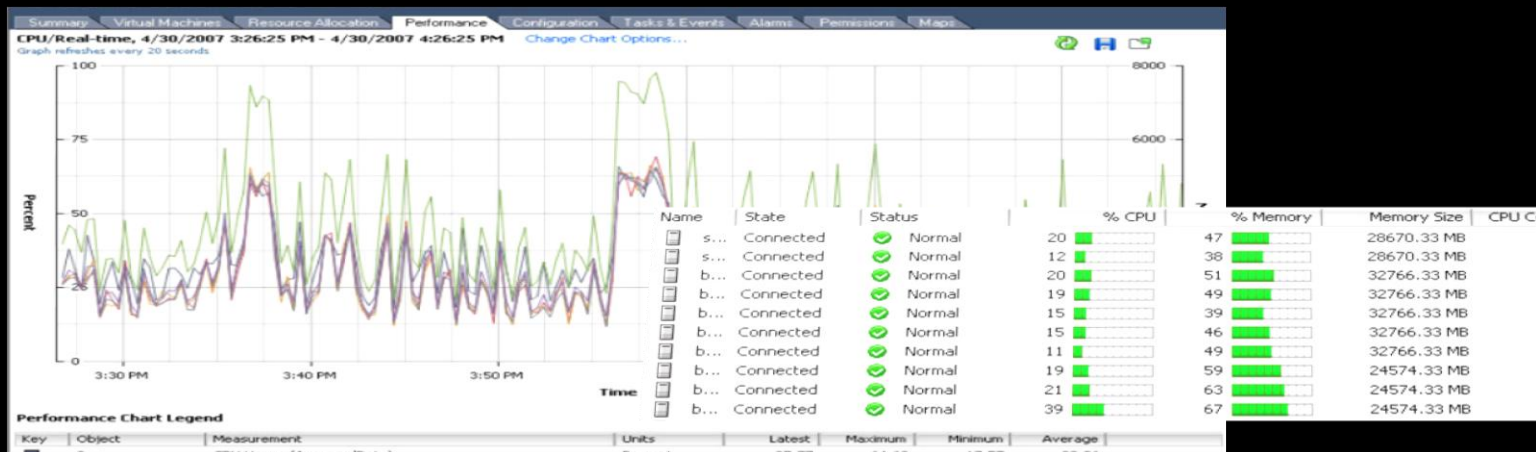 Summary Virtual Machines Resource Allocation Performance Configuration Tasks & Events Alarms Permissions Maps
CPU/Real-time, 4/30/2007 3:26:25 PM - 4/30/2007 4:26:25 PM Change Chart Options...
Graph refreshes every 20 seconds
100 8000
75 6000
Percent
50
25
0
3:30 PM 3:40 PM 3:50 PM
Time
Name State Status % CPU % Memory Memory Size CPU C
s... Connected Normal 20 47 28670.33 MB
s... Connected Normal 12 38 28670.33 MB
b... Connected Normal 20 51 32766.33 MB
b... Connected Normal 19 49 32766.33 MB
b... Connected Normal 15 39 32766.33 MB
b... Connected Normal 15 46 32766.33 MB
b... Connected Normal 11 49 32766.33 MB
b... Connected Normal 19 59 24574.33 MB
b... Connected Normal 21 63 24574.33 MB
b... Connected Normal 39 67 24574.33 MB
Performance Chart Legend
Key Object Measurement Units Latest Maximum Minimum Average